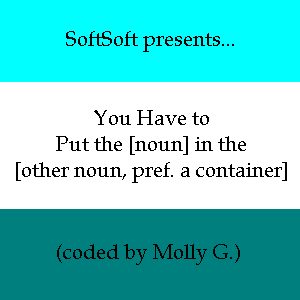 SoftSoft presents...
You Have to
Put the [noun] in the
[other noun, pref. a container]
(coded by Molly G.)